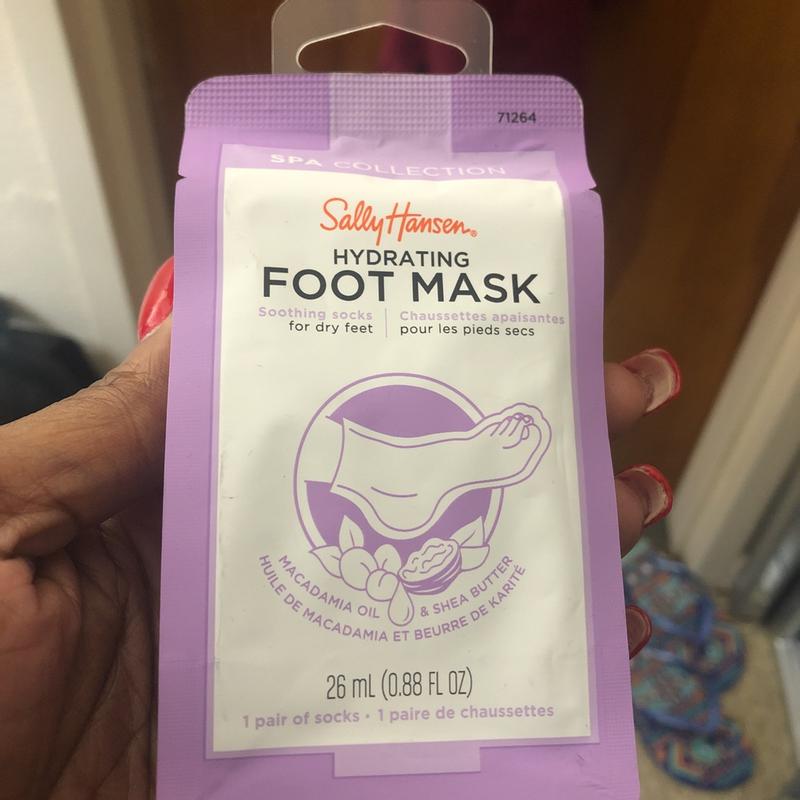 71264
SPA COLLECTION
Sally Hansen®
HYDRATING
FOOT MASK
Soothing socks
for dry feet
Chaussettes apaisantes
pour les pieds secs
MACADAMIA OIL & SHEA BUTTER
HUILE DE MACADAMIA ET BEURRE DE KARITÉ
26 mL (0.88 FL OZ)
1 pair of socks • 1 paire de chaussettes